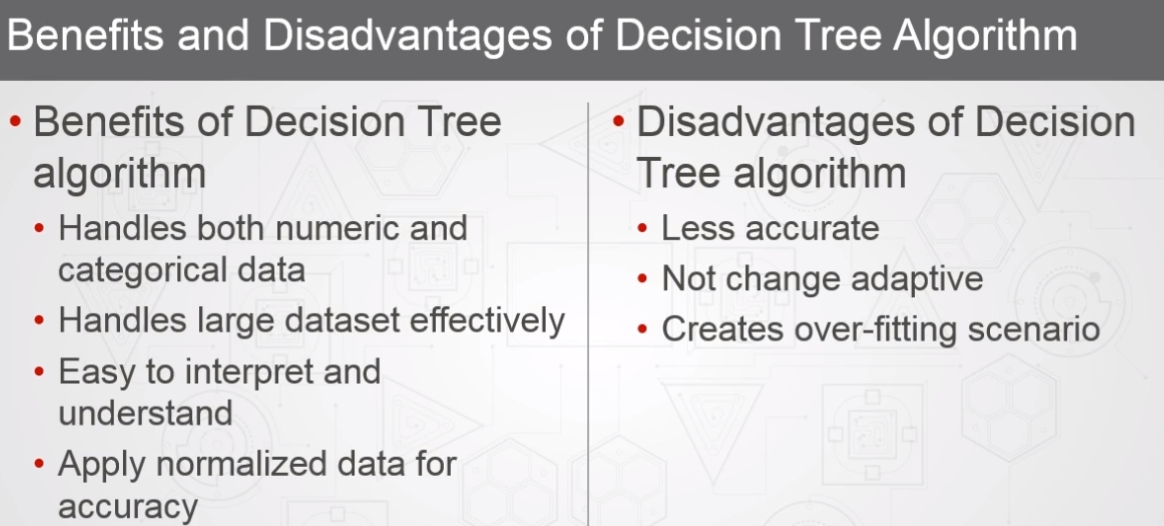 Benefits and Disadvantages of Decision Tree Algorithm
• Benefits of Decision Tree
algorithm
• Handles both numeric and
categorical data
• Handles large dataset effectively
• Easy to interpret and
understand
• Apply normalized data for
accuracy
• Disadvantages of Decision
Tree algorithm
• Less accurate
• Not change adaptive
• Creates over-fitting scenario